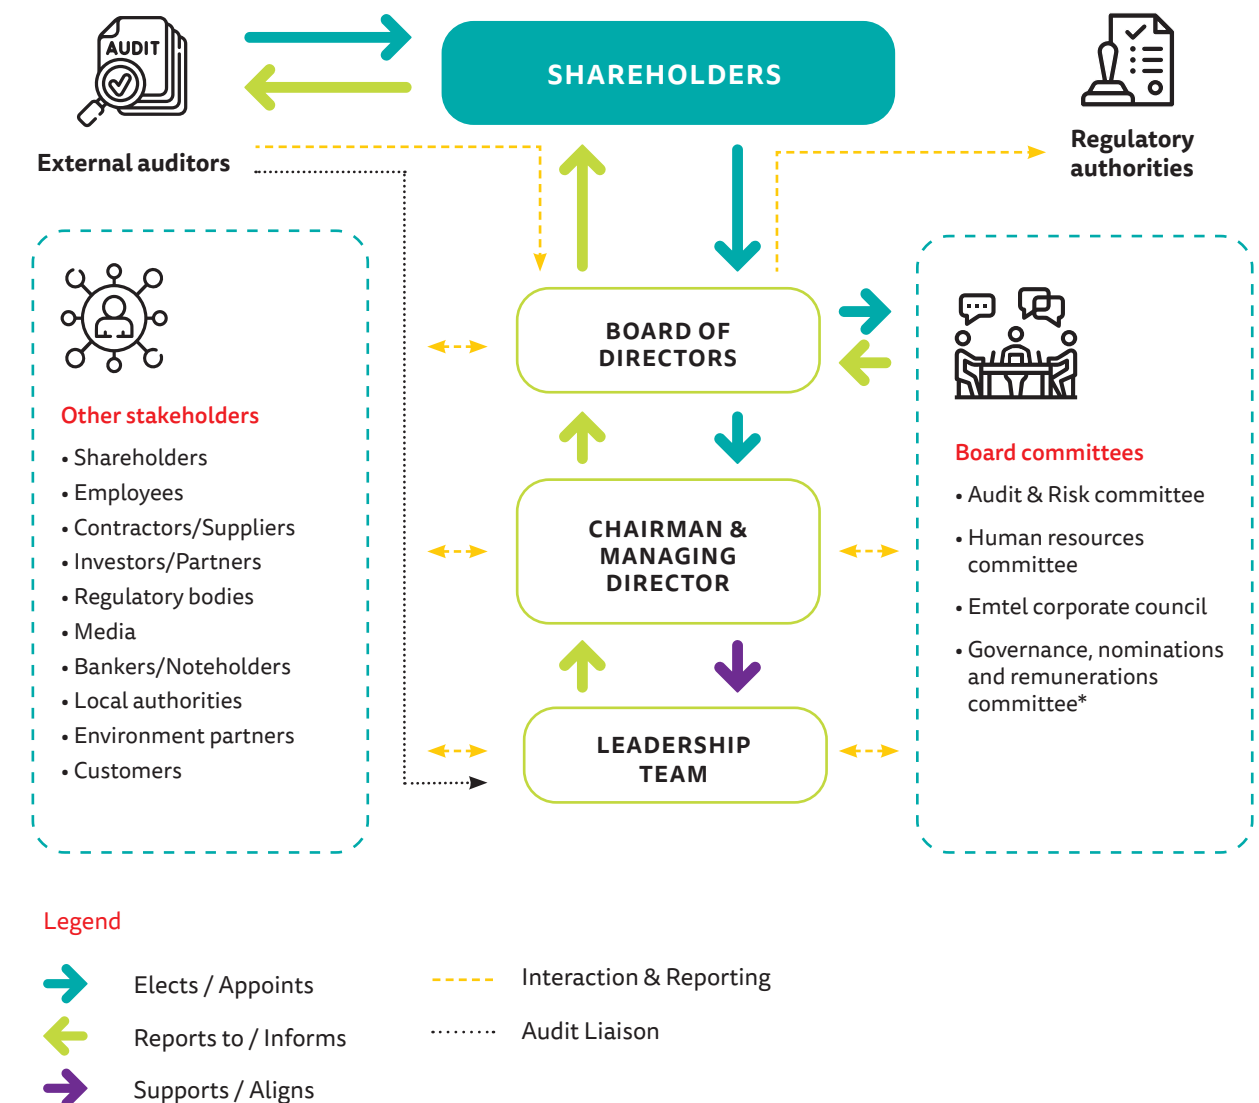 AUDIT
SHAREHOLDERS
External auditors
Regulatory
authorities
Other stakeholders
• Shareholders
• Employees
• Contractors/Suppliers
• Investors/Partners
• Regulatory bodies
• Media
• Bankers/Noteholders
• Local authorities
• Environment partners
• Customers
BOARD OF
DIRECTORS
CHAIRMAN &
MANAGING
DIRECTOR
LEADERSHIP
TEAM
Board committees
• Audit & Risk committee
• Human resources
committee
• Emtel corporate council
• Governance, nominations
and remunerations
committee*
Legend
Elects / Appoints
Reports to / Informs
Supports / Aligns
Interaction & Reporting
Audit Liaison